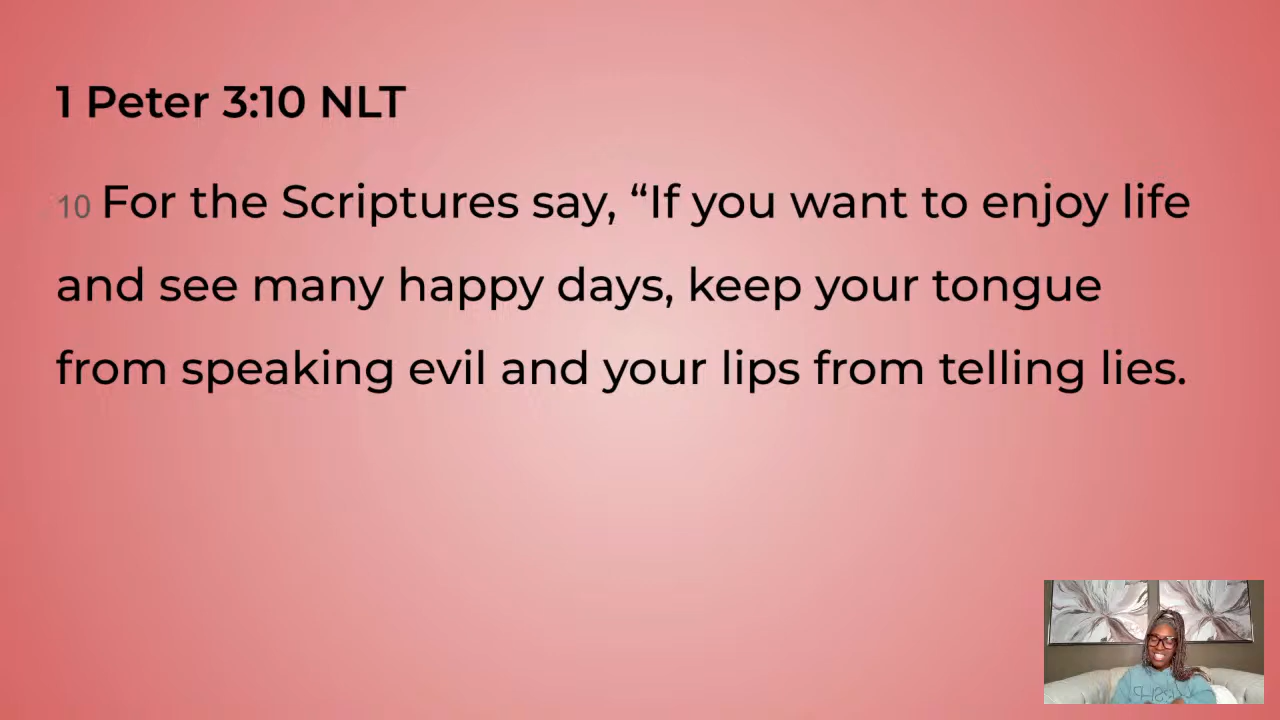 1 Peter 3:10 NLT
10 For the Scriptures say, “If you want to enjoy life
and see many happy days, keep your tongue
from speaking evil and your lips from telling lies.